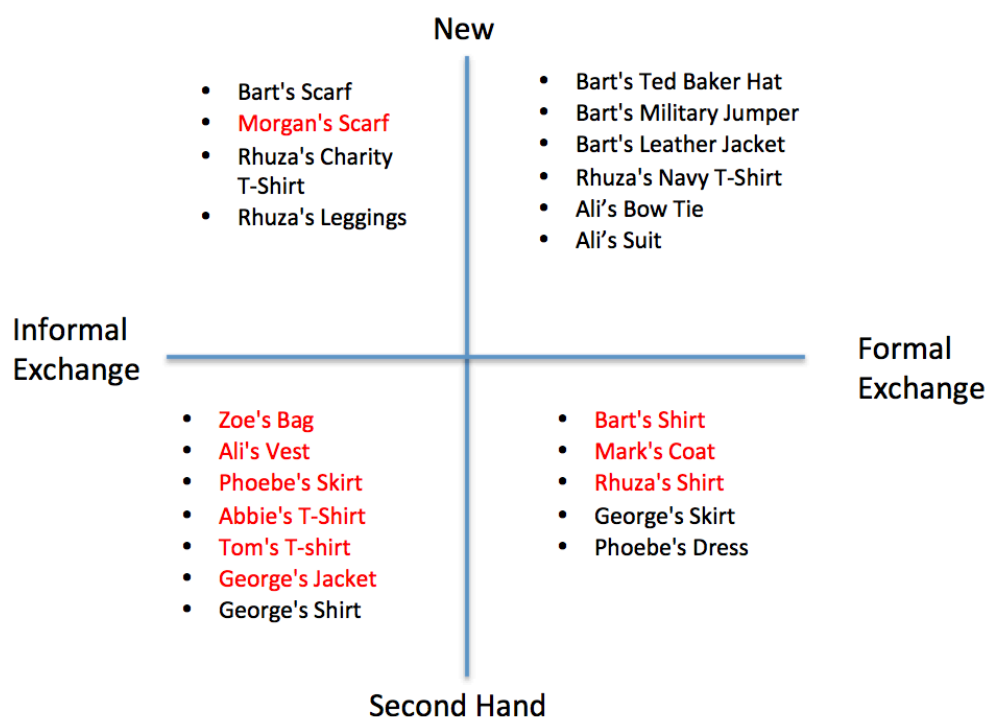 New
• Bart's Scarf
• Morgan's Scarf
• Rhuza's Charity
T-Shirt
• Rhuza's Leggings
• Bart's Ted Baker Hat
• Bart's Military Jumper
• Bart's Leather Jacket
• Rhuza's Navy T-Shirt
• Ali’s Bow Tie
• Ali’s Suit
Informal
Exchange
Formal
Exchange
• Zoe's Bag
• Ali's Vest
• Phoebe's Skirt
• Abbie's T-Shirt
• Tom's T-shirt
• George's Jacket
• George's Shirt
• Bart's Shirt
• Mark's Coat
• Rhuza's Shirt
• George's Skirt
• Phoebe's Dress
Second Hand